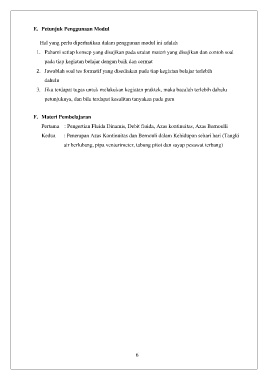 E. Petunjuk Penggunaan Modul
Hal yang perlu diperhatikan dalam penggunan modul ini adalah:
1. Pahami setiap konsep yang disajikan pada uraian materi yang disajikan dan contoh soal
pada tiap kegiatan belajar dengan baik dan cermat
2. Jawablah soal tes formatif yang disediakan pada tiap kegiatan belajar terlebih
dahulu
3. Jika terdapat tugas untuk melakukan kegiatan praktek, maka bacalah terlebih dahulu
petunjuknya, dan bila terdapat kesulitan tanyakan pada guru
F. Materi Pembelajaran
Pertama : Pengertian Fluida Dinamis, Debit fluida, Azas kontinuitas, Azas Bernoulli
Kedua : Penerapan Azas Kontinuitas dan Bernouli dalam Kehidupan sehari hari (Tangki
air berlubang, pipa venturimeter, tabung pitot dan sayap pesawat terbang)
6